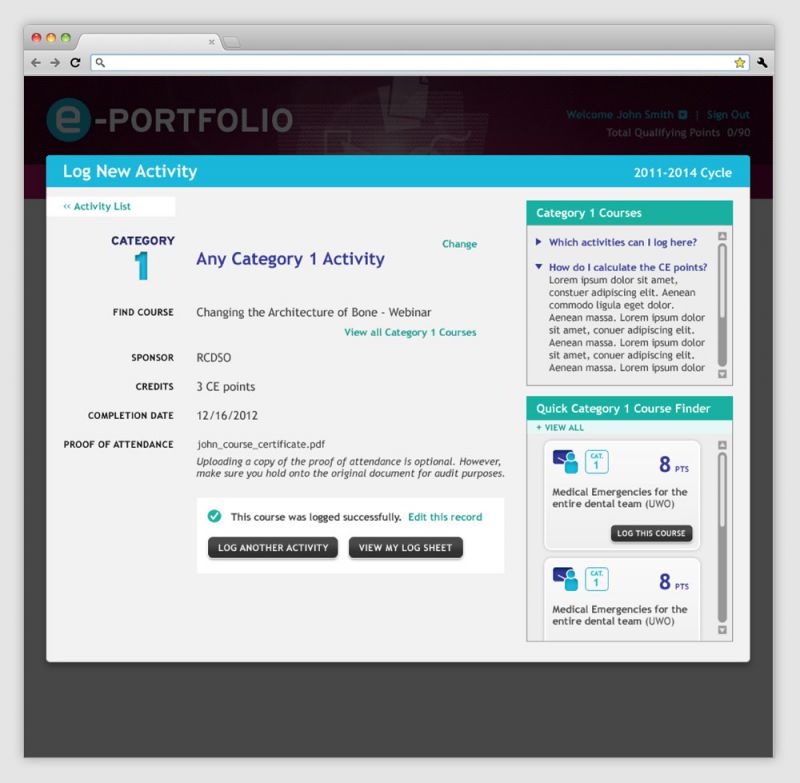 e-PORTFOLIO
Welcome John Smith | Sign Out
Total Qualifying Points 0/90
Log New Activity
2011-2014 Cycle
<< Activity List
CATEGORY
1
Any Category 1 Activity
Change
FIND COURSE
Changing the Architecture of Bone - Webinar
View all Category 1 Courses
SPONSOR
RCDSO
CREDITS
3 CE points
COMPLETION DATE
12/16/2012
PROOF OF ATTENDANCE
john_course_certificate.pdf
Uploading a copy of the proof of attendance is optional. However,
make sure you hold onto the original document for audit purposes.
This course was logged successfully. Edit this record
LOG ANOTHER ACTIVITY
VIEW MY LOG SHEET
Category 1 Courses
Which activities can I log here?
How do I calculate the CE points?
Lorem ipsum dolor sit amet,
constuer adipiscing elit. Aenean
commodo ligula eget dolor.
Aenean massa. Lorem ipsum dolor
sit amet, conuer adipiscing elit.
Aenean massa. Lorem ipsum dolor
sit amet, conuer adipiscing elit.
Aenean massa. Lorem ipsum dolor
Quick Category 1 Course Finder
+ VIEW ALL
CAT.
1
8 PTS
Medical Emergencies for the
entire dental team (UWO)
LOG THIS COURSE
CAT.
1
8 PTS
Medical Emergencies for the
entire dental team (UWO)